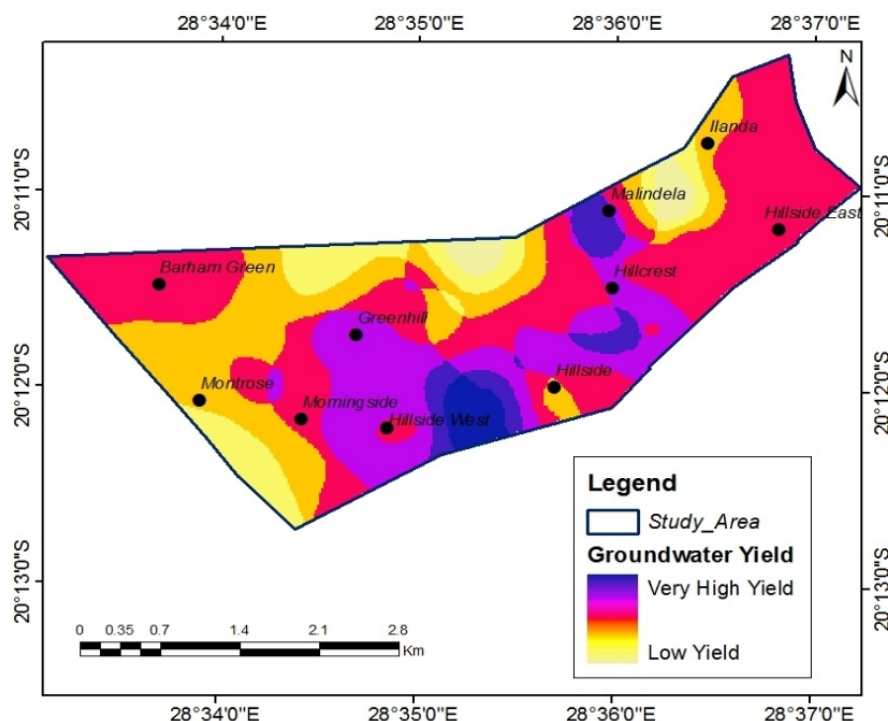 28°34'0"E 28°35'0"E 28°36'0"E 28°37'0"E
N
Ilanda
20°11'0"S 20°11'0"S
Malindela
Hillside East
Barham Green
Hillcrest
Greenhill
20°12'0"S 20°12'0"S
Montrose
Hillside
Morningside
Hillside West
Legend
Study_Area
Groundwater Yield
Very High Yield
Low Yield
20°13'0"S 20°13'0"S
0 0.35 0.7 1.4 2.1 2.8
Km
28°34'0"E 28°35'0"E 28°36'0"E 28°37'0"E